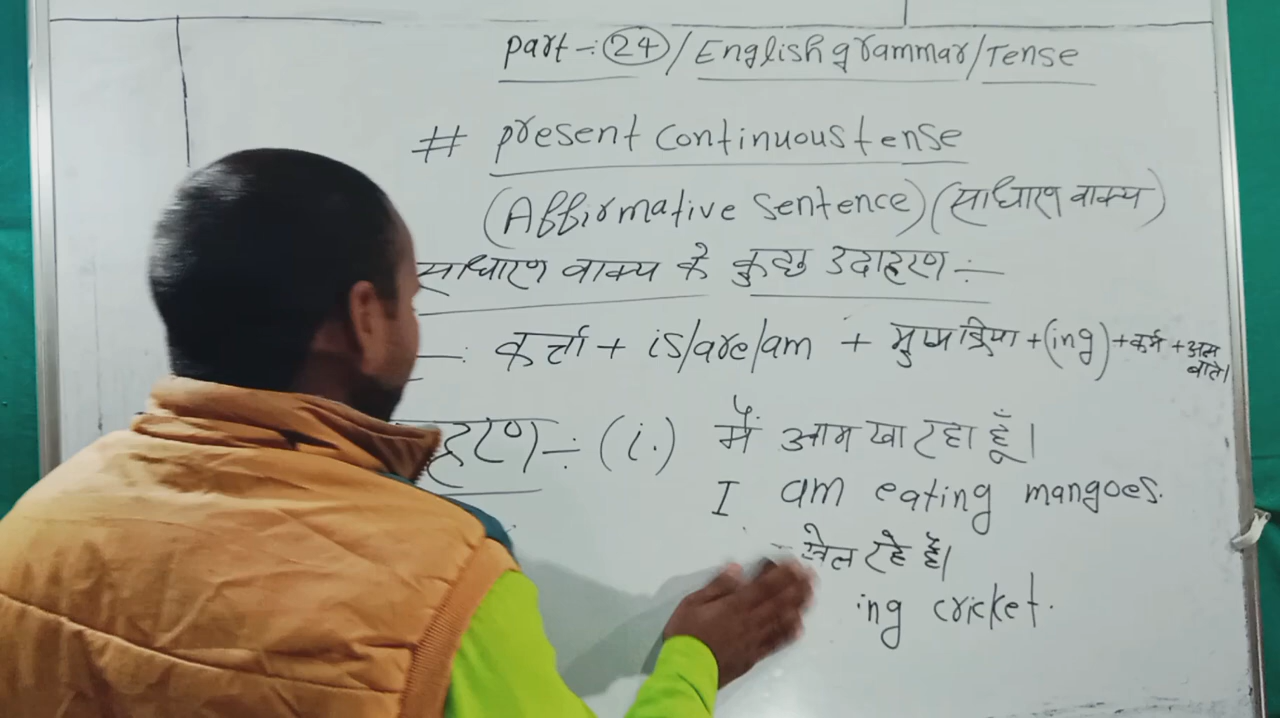 part-: 24 / English grammar / Tense
# present continuous tense
(Affirmative sentence) (साधारण वाक्य)
साधारण वाक्य के कुछ उदाहरण :-
-: कर्त्ता + is/are/am + मुख्य क्रिया + (ing) + कर्म + अन्य बातें।
(i.) मैं आम खा रहा हूँ।
I am eating mangoes.
खेल रहे हैं।
ing cricket.